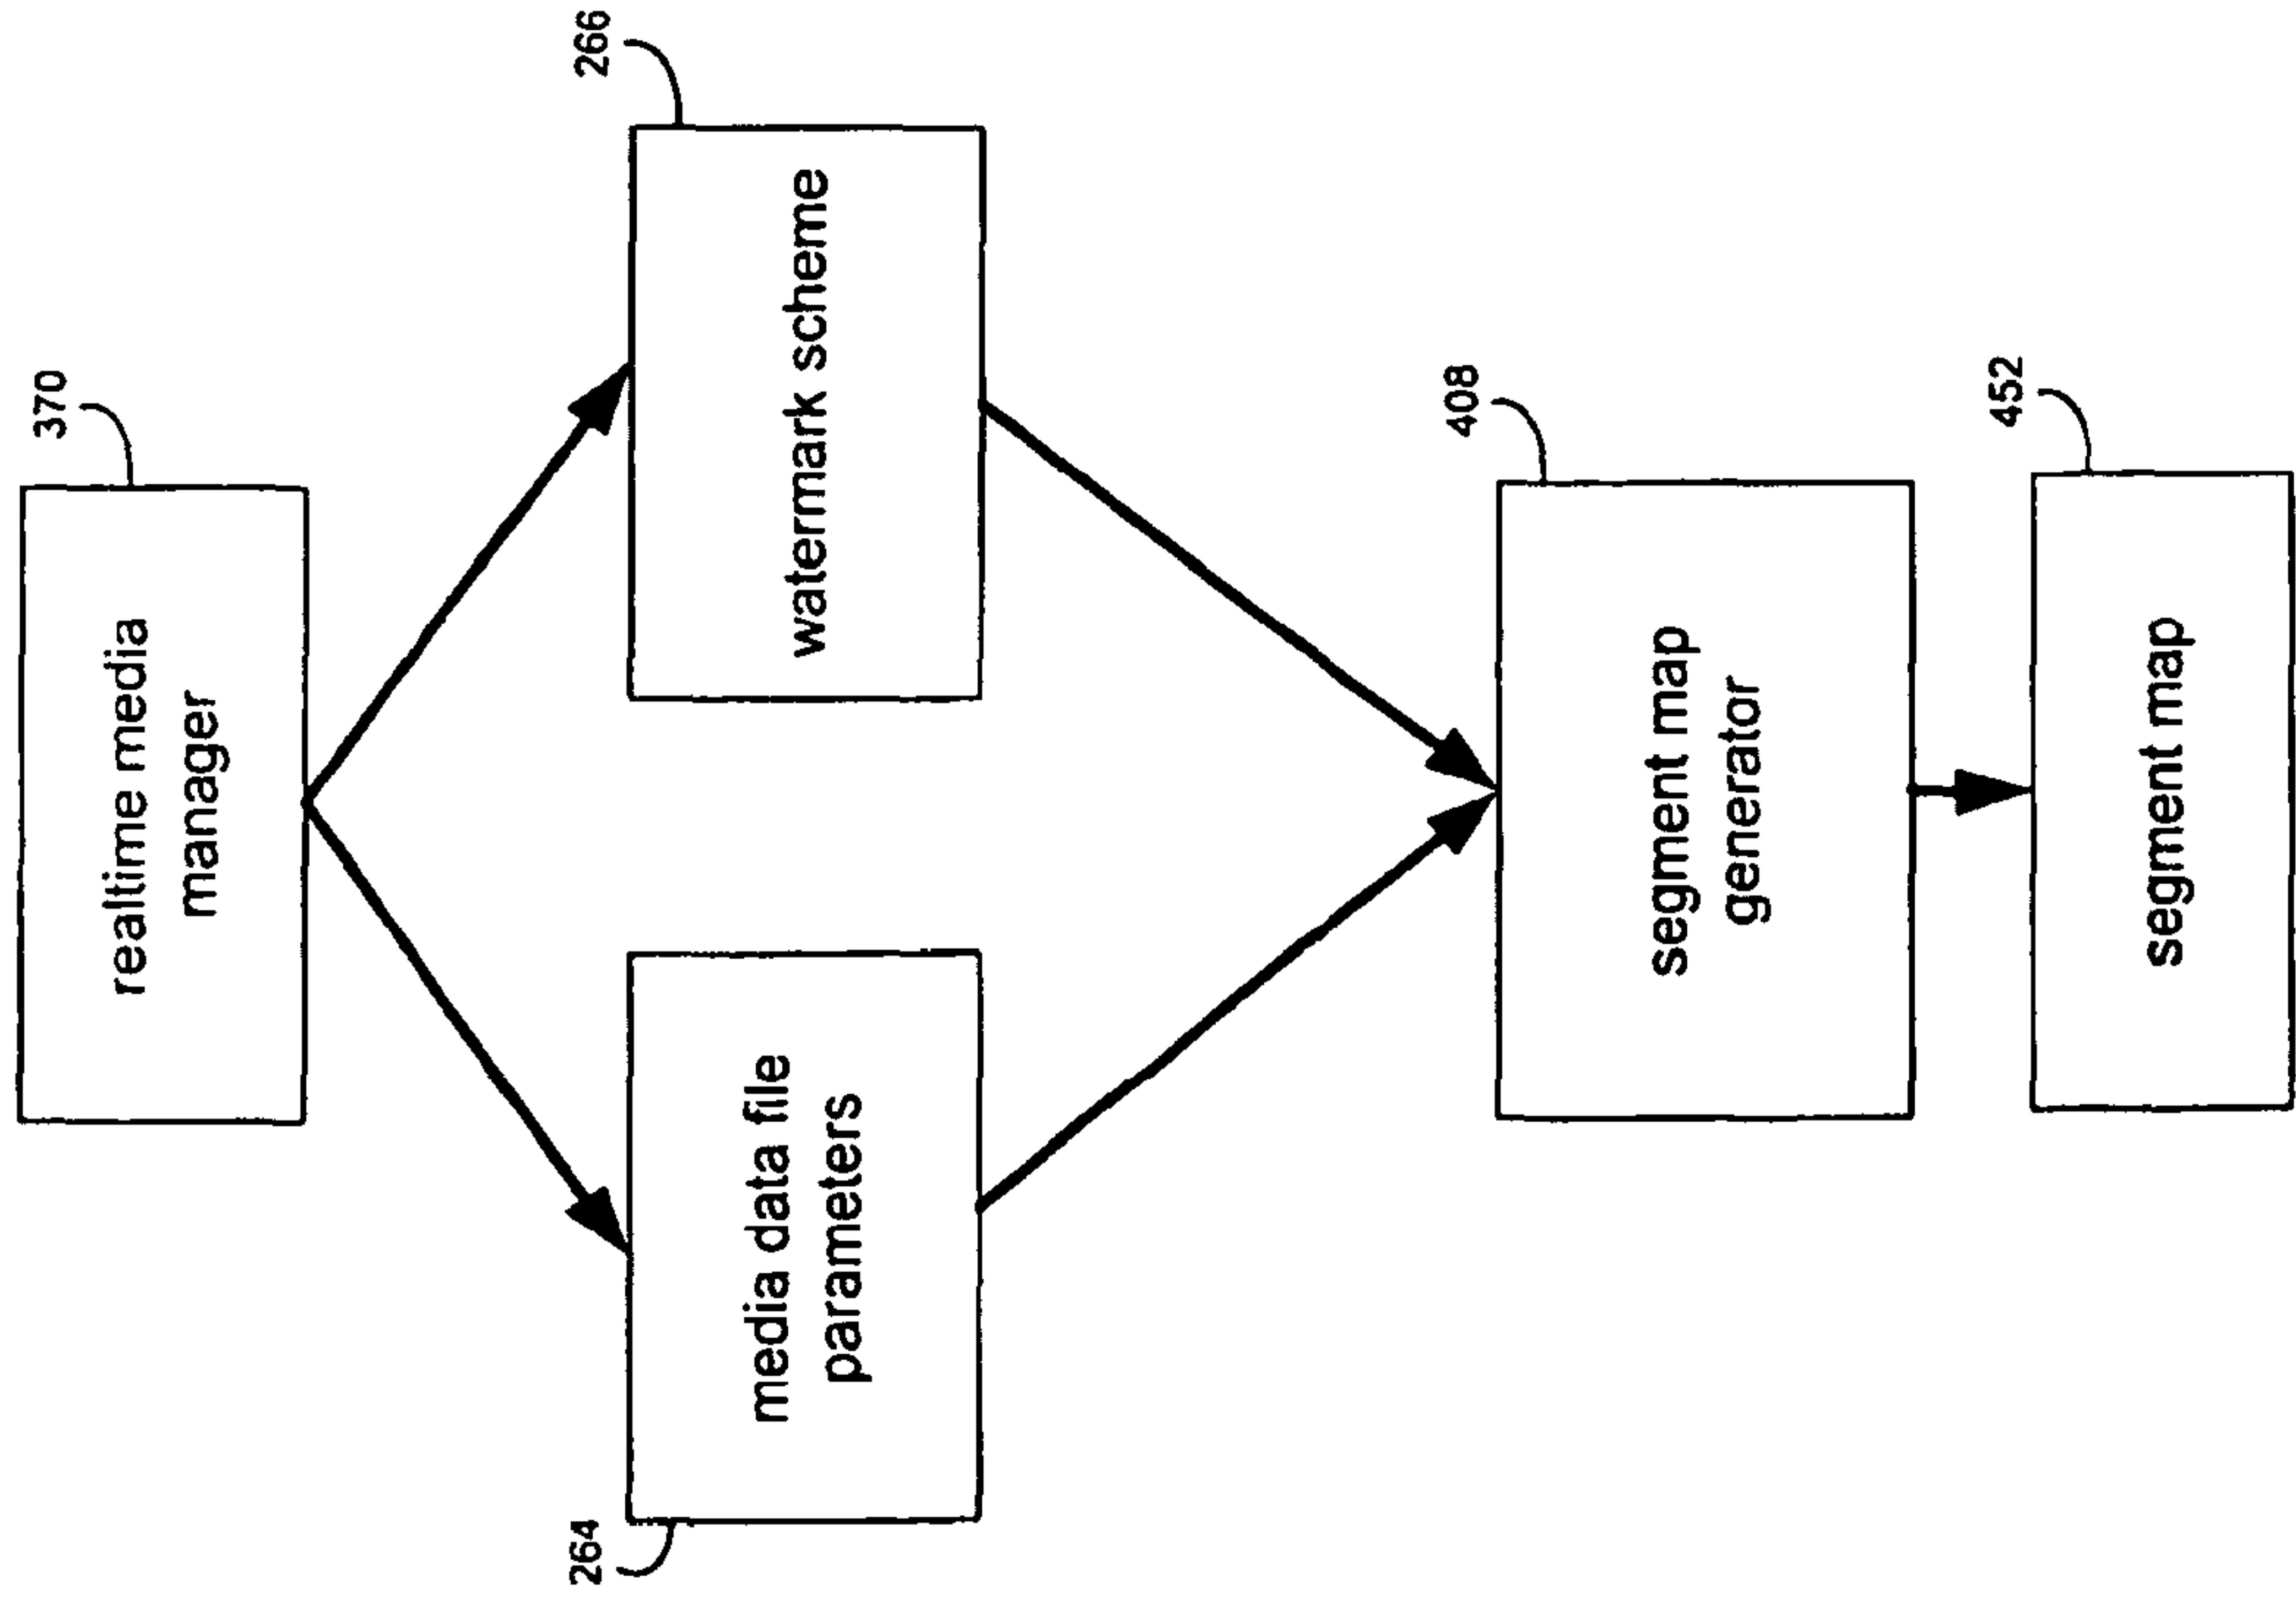 370
realtime media
manager
266
watermark scheme
264
media data file
parameters
408
segment map
generator
452
segment map